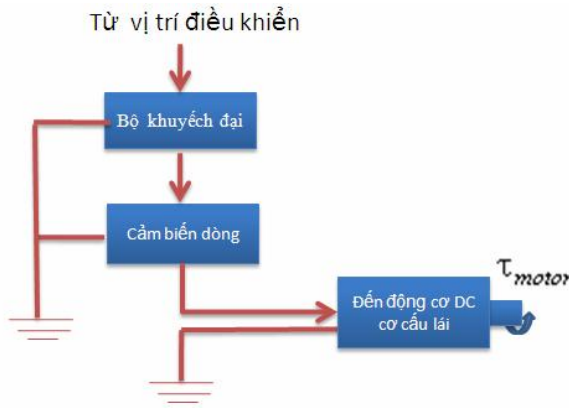 Từ vị trí điều khiển
Bộ khuyếch đại
Cảm biến dòng
τmotor
Đến động cơ DC
cơ cấu lái